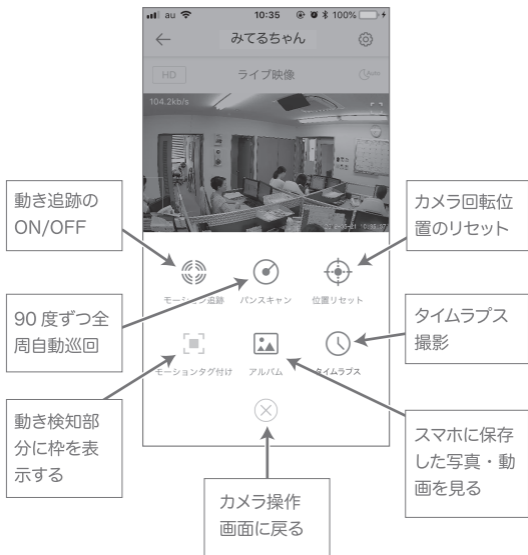 au 10:35 100%
みてるちゃん
HD ライブ映像 Auto
104.2kb/s
動き追跡の
ON/OFF
カメラ回転位
置のリセット
モーション追跡 パンスキャン 位置リセット
90 度ずつ全
周自動巡回
タイムラプス
撮影
モーションタグ付け アルバム タイムラプス
動き検知部
分に枠を表
示する
スマホに保存
した写真・動
画を見る
カメラ操作
画面に戻る